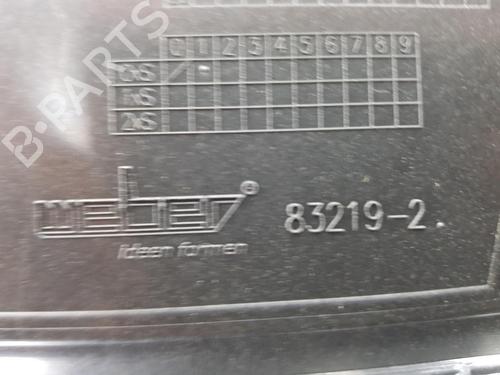 0 1 2 3 4 5 6 7 8 9
weber®
Ideen formen
83219-2.
B-PARTS